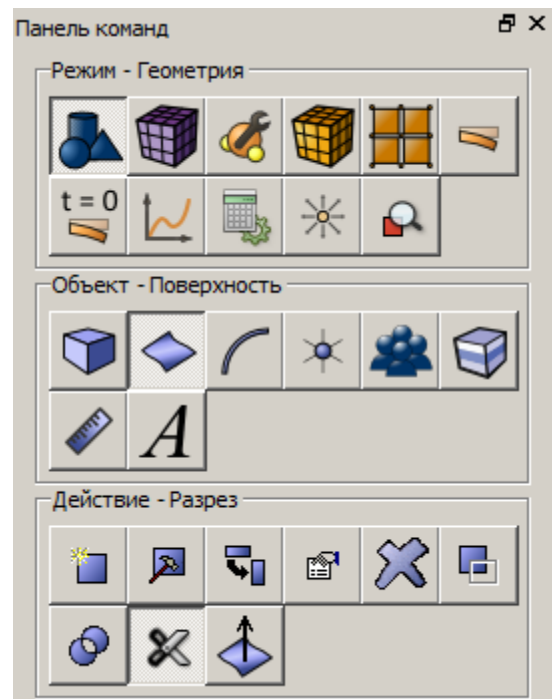 Панель команд
Режим - Геометрия
t = 0
Объект - Поверхность
A
Действие - Разрез